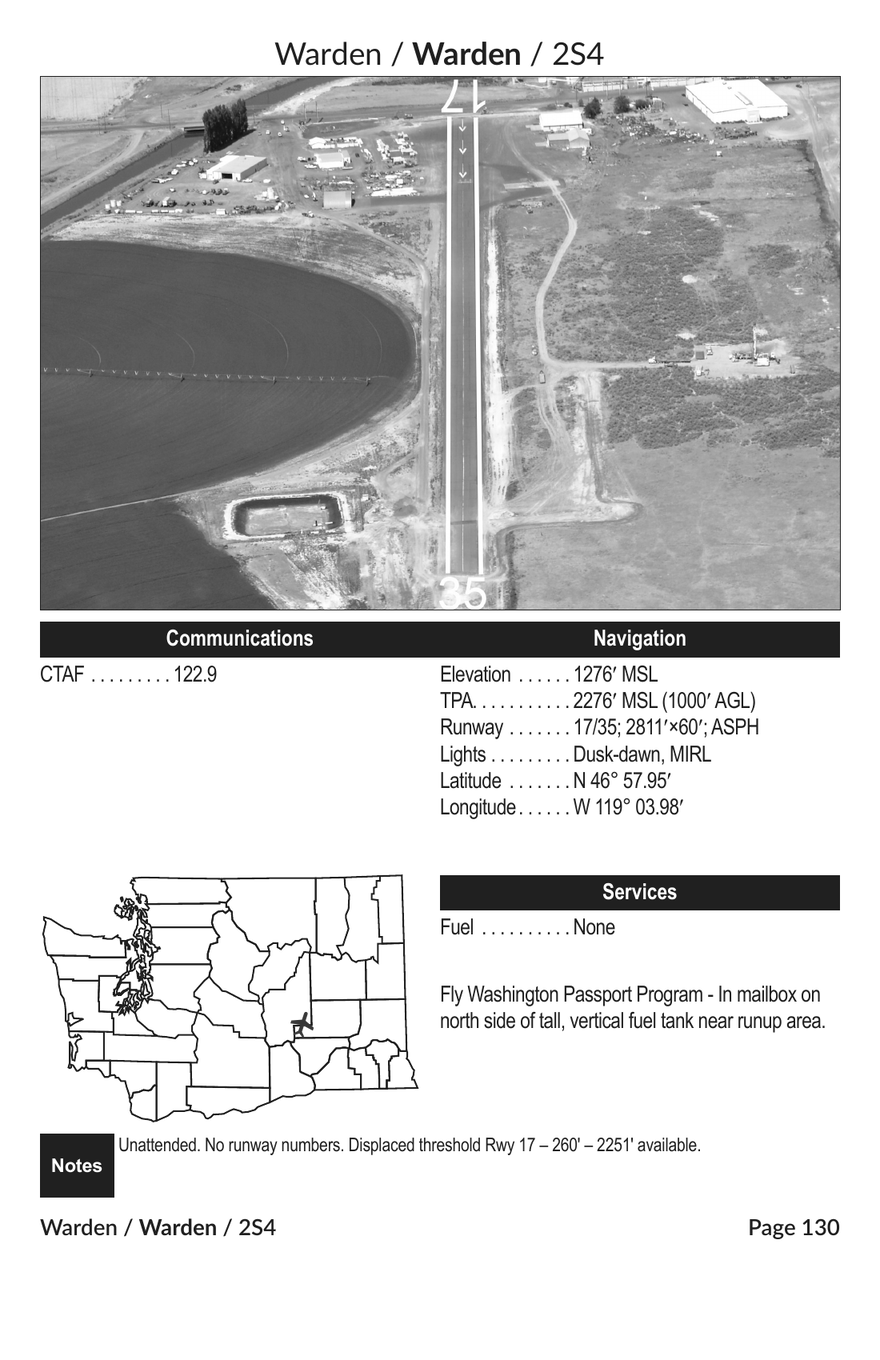 Warden / Warden / 2S4
17
35
Communications
CTAF . . . . . . . . . 122.9
Navigation
Elevation . . . . . . 1276′ MSL
TPA. . . . . . . . . . . 2276′ MSL (1000′ AGL)
Runway . . . . . . . 17/35; 2811′×60′; ASPH
Lights . . . . . . . . . Dusk-dawn, MIRL
Latitude . . . . . . . N 46° 57.95′
Longitude . . . . . . W 119° 03.98′
Services
Fuel . . . . . . . . . . None
Fly Washington Passport Program - In mailbox on
north side of tall, vertical fuel tank near runup area.
Notes
Unattended. No runway numbers. Displaced threshold Rwy 17 – 260' – 2251' available.
Warden / Warden / 2S4
Page 130